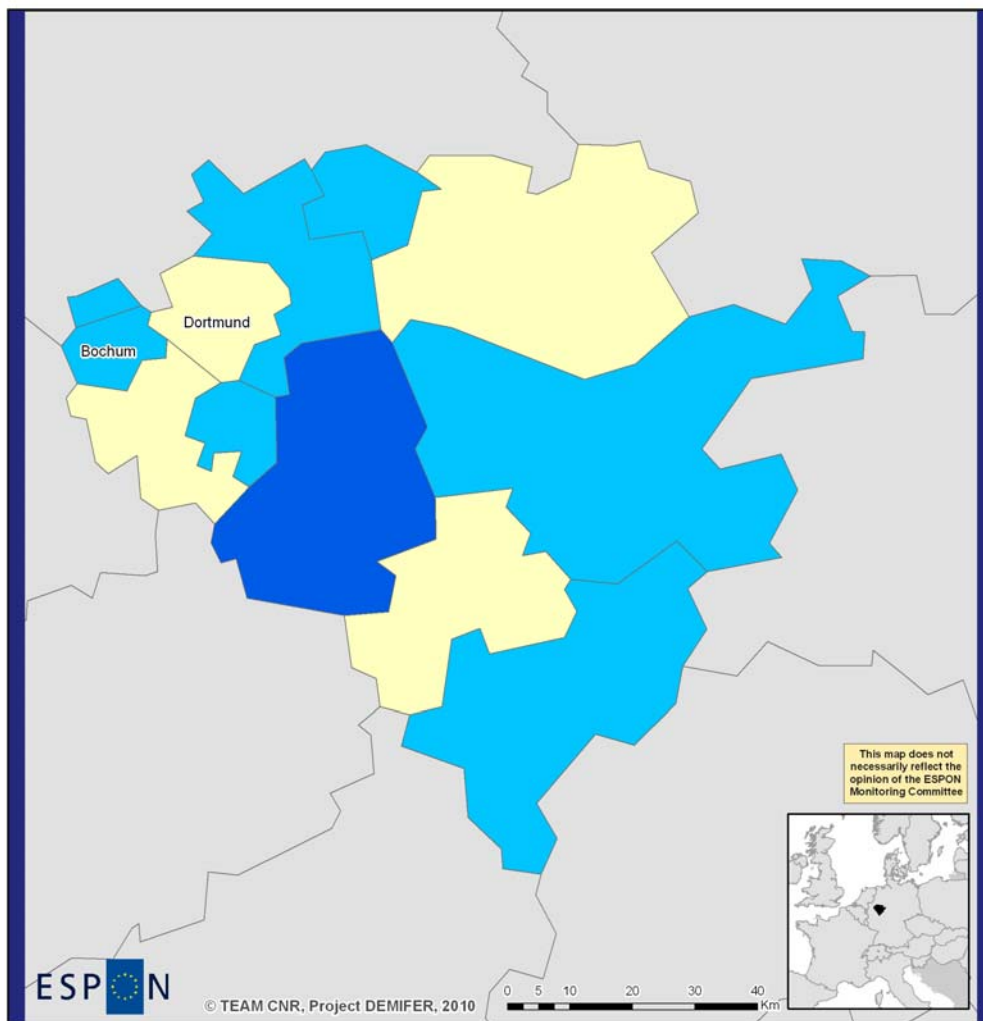 Dortmund
Bochum
This map does not
necessarily reflect the
opinion of the ESPON
Monitoring Committee
ESPON
© TEAM CNR, Project DEMIFER, 2010
0 5 10 20 30 40
Km